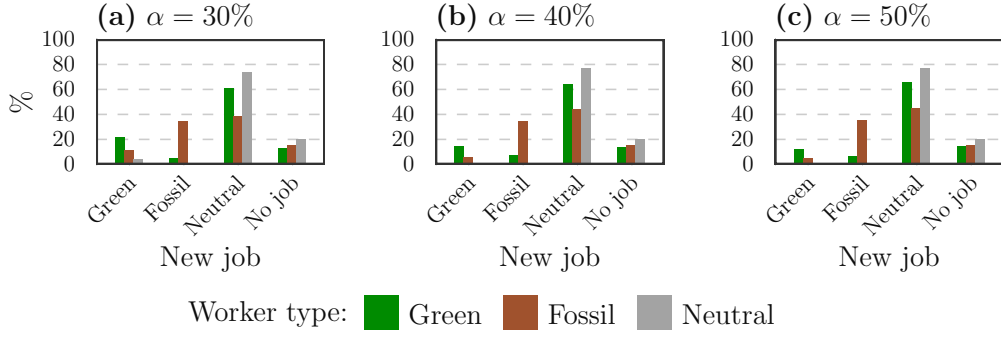 (a) α = 30%
(b) α = 40%
(c) α = 50%
%
100
80
60
40
20
0
100
80
60
40
20
0
100
80
60
40
20
0
Green Fossil Neutral No job
Green Fossil Neutral No job
Green Fossil Neutral No job
New job
New job
New job
Worker type: Green Fossil Neutral